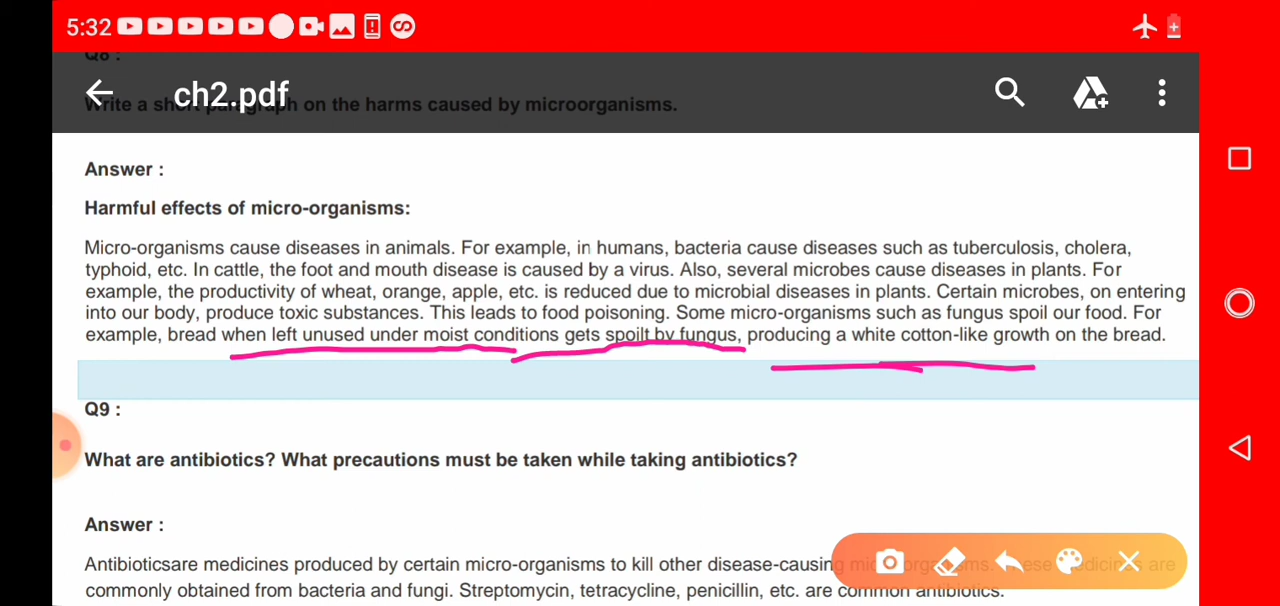 5:32
Q8 :
ch2.pdf
Write a short paragraph on the harms caused by microorganisms.
Answer :
Harmful effects of micro-organisms:
Micro-organisms cause diseases in animals. For example, in humans, bacteria cause diseases such as tuberculosis, cholera,
typhoid, etc. In cattle, the foot and mouth disease is caused by a virus. Also, several microbes cause diseases in plants. For
example, the productivity of wheat, orange, apple, etc. is reduced due to microbial diseases in plants. Certain microbes, on entering
into our body, produce toxic substances. This leads to food poisoning. Some micro-organisms such as fungus spoil our food. For
example, bread when left unused under moist conditions gets spoilt by fungus, producing a white cotton-like growth on the bread.
Q9 :
What are antibiotics? What precautions must be taken while taking antibiotics?
Answer :
Antibioticsare medicines produced by certain micro-organisms to kill other disease-causing micro-organisms. These medicines are
commonly obtained from bacteria and fungi. Streptomycin, tetracycline, penicillin, etc. are common antibiotics.